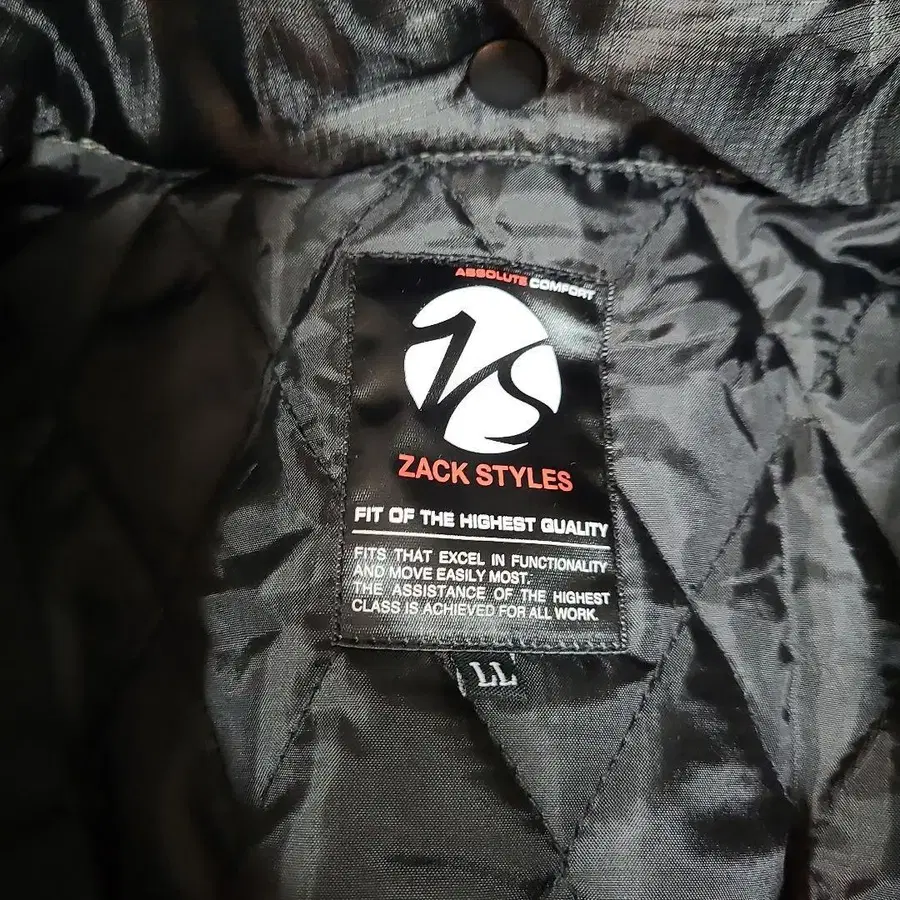 ABSOLUTE COMFORT
ZS
ZACK STYLES
FIT OF THE HIGHEST QUALITY
FITS THAT EXCEL IN FUNCTIONALITY
AND MOVE EASILY MOST.
THE ASSISTANCE OF THE HIGHEST
CLASS IS ACHIEVED FOR ALL WORK.
LL